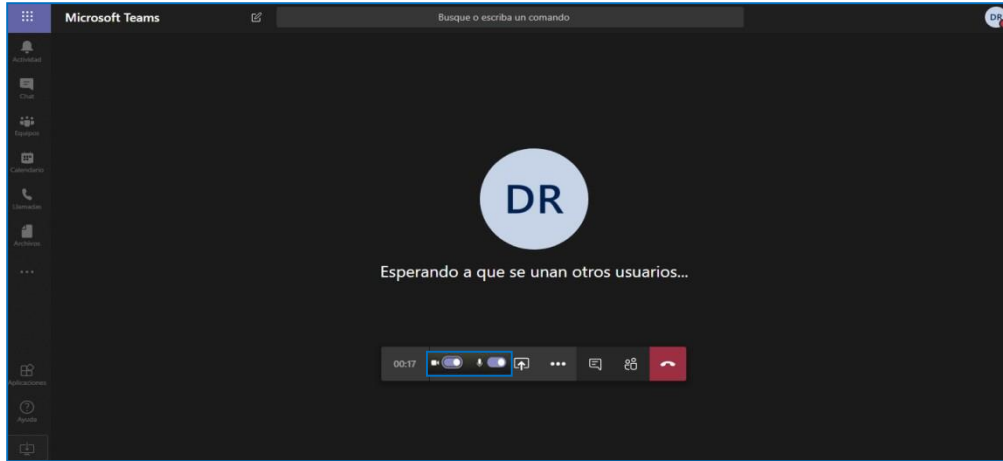 Microsoft Teams
Busque o escriba un comando
DR
Actividad
Chat
Equipos
Calendario
Llamadas
Archivos
DR
Esperando a que se unan otros usuarios...
00:17
Aplicaciones
Ayuda